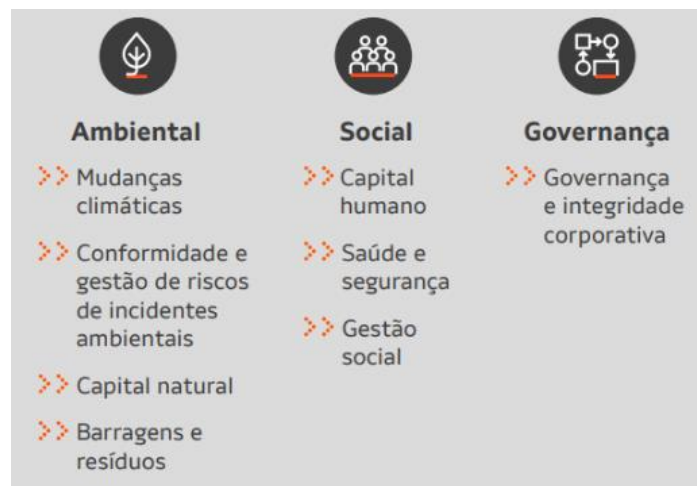 Ambiental
Mudanças
climáticas
Conformidade e
gestão de riscos
de incidentes
ambientais
Capital natural
Barragens e
resíduos
Social
Capital
humano
Saúde e
segurança
Gestão
social
Governança
Governança
e integridade
corporativa